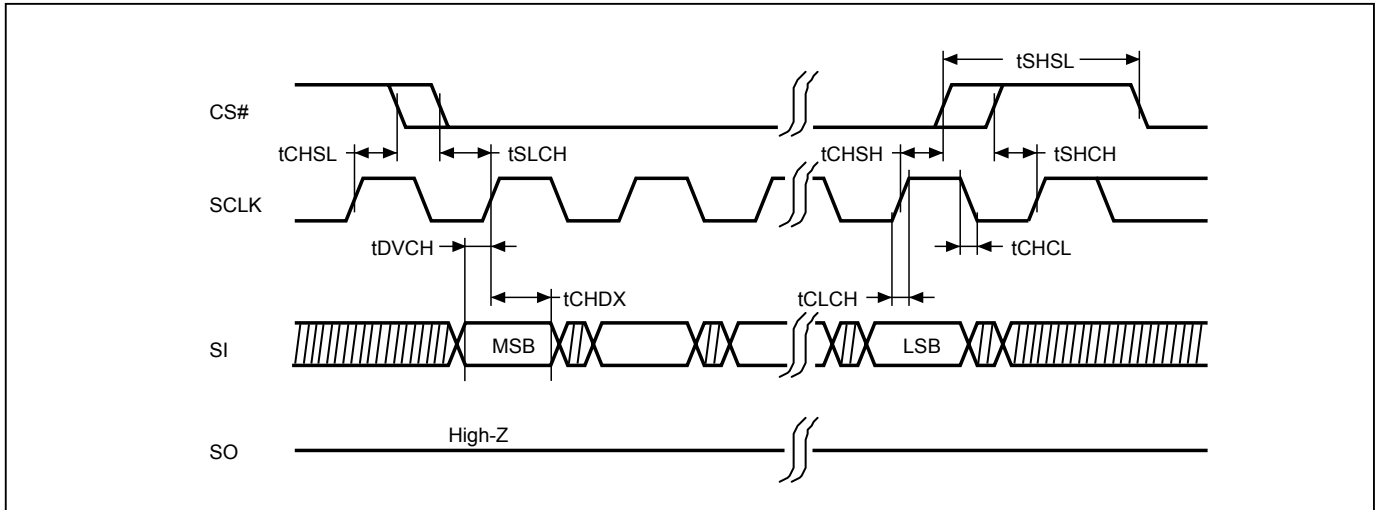 tSHSL
CS#
tCHSL
tSLCH
tCHSH
tSHCH
SCLK
tDVCH
tCHCL
tCHDX
tCLCH
SI
MSB
LSB
High-Z
SO